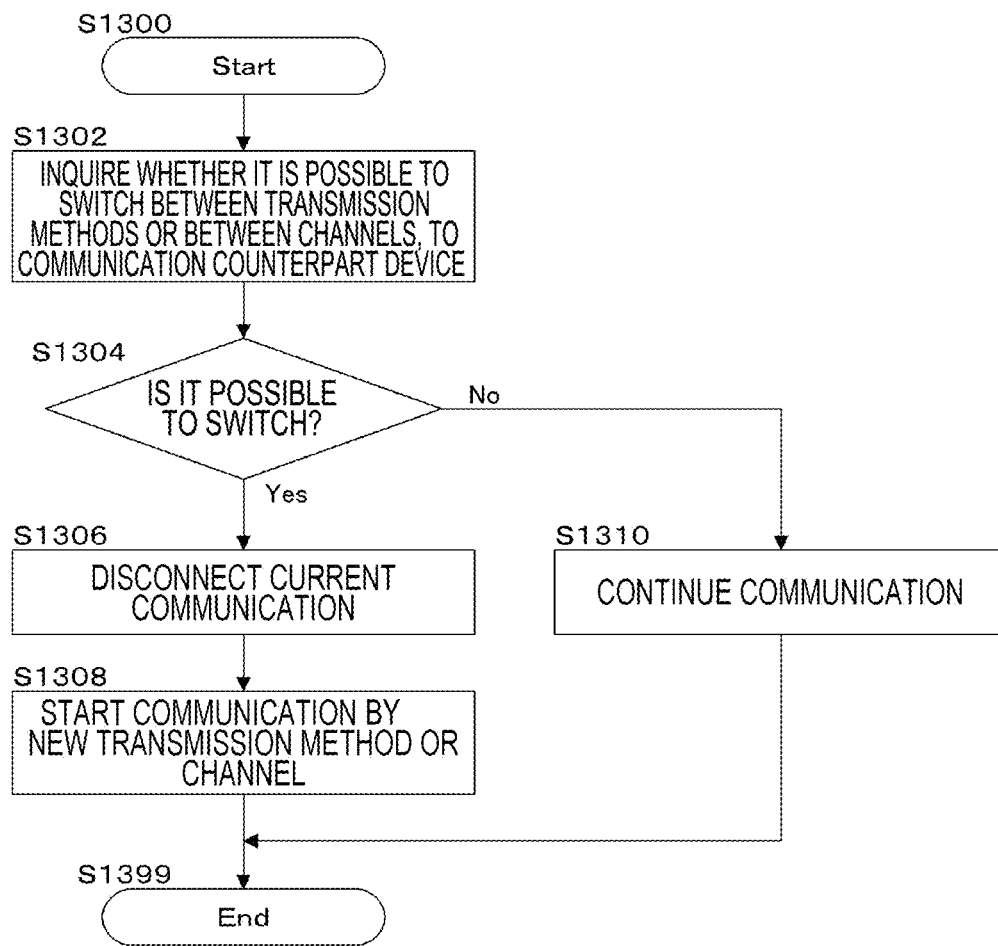 S1300
Start
S1302
INQUIRE WHETHER IT IS POSSIBLE TO
SWITCH BETWEEN TRANSMISSION
METHODS OR BETWEEN CHANNELS, TO
COMMUNICATION COUNTERPART DEVICE
S1304
IS IT POSSIBLE
TO SWITCH?
No
Yes
S1306
DISCONNECT CURRENT
COMMUNICATION
S1310
CONTINUE COMMUNICATION
S1308
START COMMUNICATION BY
NEW TRANSMISSION METHOD OR
CHANNEL
S1399
End